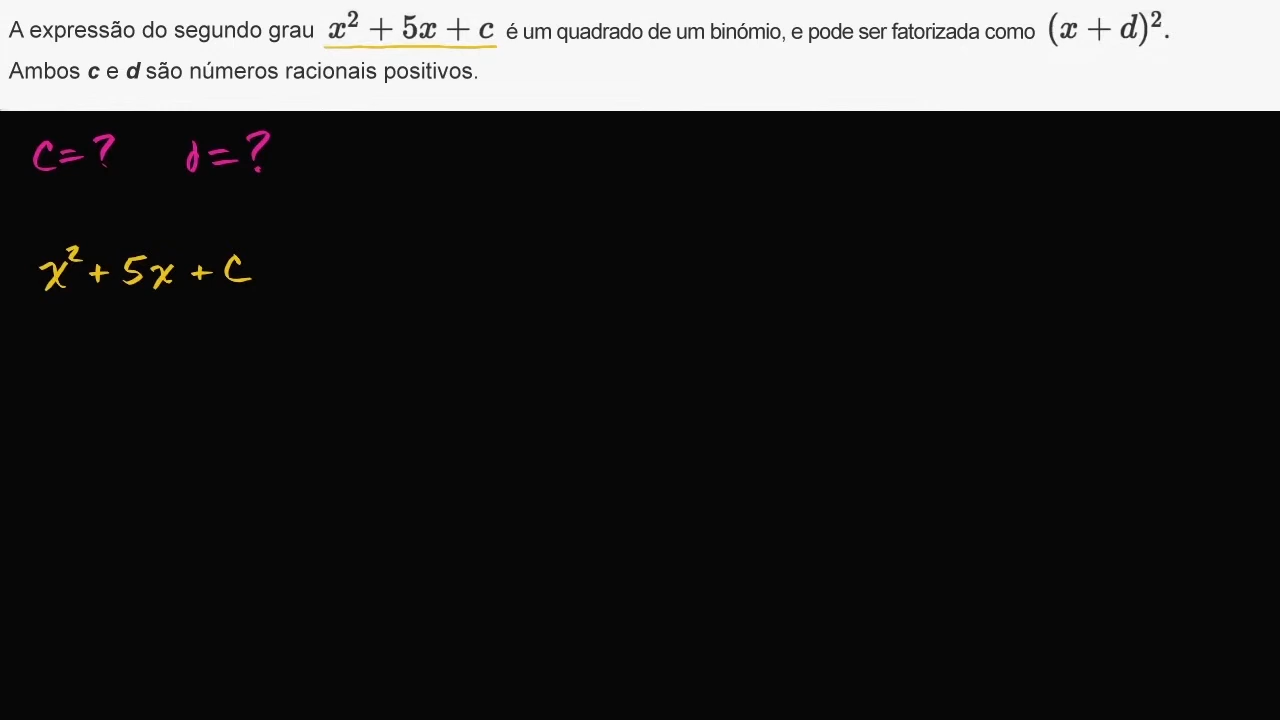 A expressão do segundo grau x² + 5x + c é um quadrado de um binómio, e pode ser fatorizada como (x + d)².
Ambos c e d são números racionais positivos.
c=? d=?
x² + 5x + c